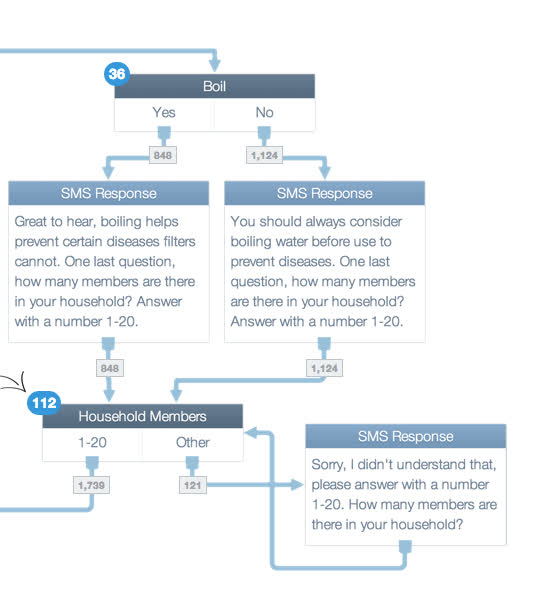 36
Boil
Yes No
848 1,124
SMS Response
Great to hear, boiling helps
prevent certain diseases filters
cannot. One last question,
how many members are there
in your household? Answer
with a number 1-20.
SMS Response
You should always consider
boiling water before use to
prevent diseases. One last
question, how many members
are there in your household?
Answer with a number 1-20.
848 1,124
112
Household Members
1-20 Other
1,739 121
SMS Response
Sorry, I didn't understand that,
please answer with a number
1-20. How many members are
there in your household?